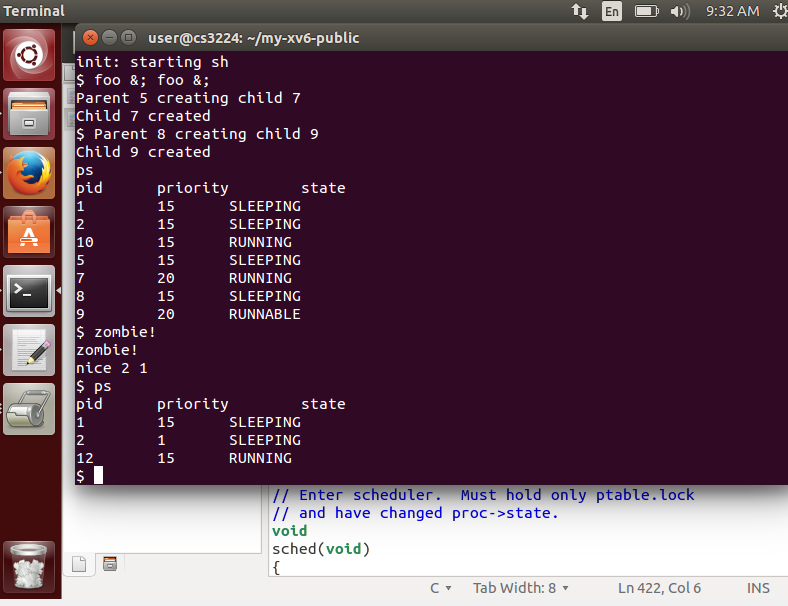 Terminal
En
9:32 AM
user@cs3224: ~/my-xv6-public
init: starting sh
$ foo &; foo &;
Parent 5 creating child 7
Child 7 created
$ Parent 8 creating child 9
Child 9 created
ps
pid priority state
1 15 SLEEPING
2 15 SLEEPING
10 15 RUNNING
5 15 SLEEPING
7 20 RUNNING
8 15 SLEEPING
9 20 RUNNABLE
$ zombie!
zombie!
nice 2 1
$ ps
pid priority state
1 15 SLEEPING
2 1 SLEEPING
12 15 RUNNING
$
// Enter scheduler.  Must hold only ptable.lock
// and have changed proc->state.
void
sched(void)
{
C Tab Width: 8 Ln 422, Col 6 INS